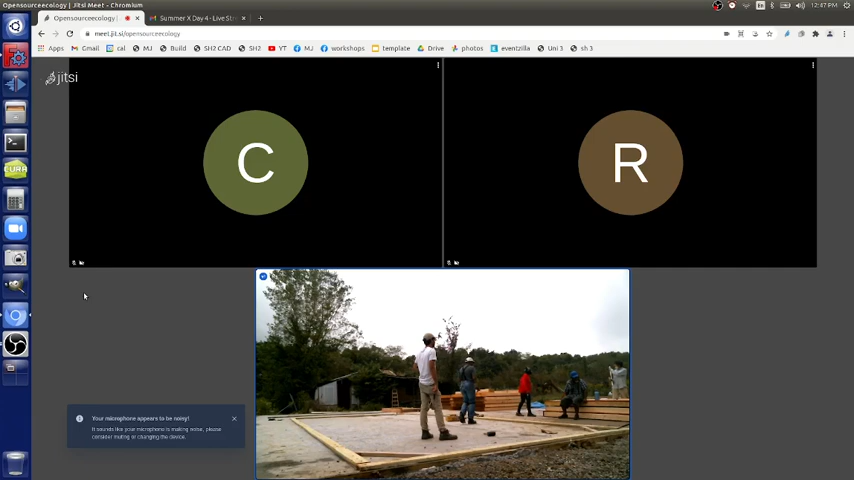 Opensourceecology | Jitsi Meet - Chromium
12:47 PM
Opensourceecology
Summer X Day 4 - Live St
meet.jit.si/opensourceecology
Apps
Gmail
cal
MJ
Build
SH2 CAD
SH2
YT
MJ
workshops
template
Drive
photos
eventzilla
Uni 3
sh 3
jitsi
C
R
CURA
Your microphone appears to be noisy!
It sounds like your microphone is making noise, please
consider muting or changing the device.